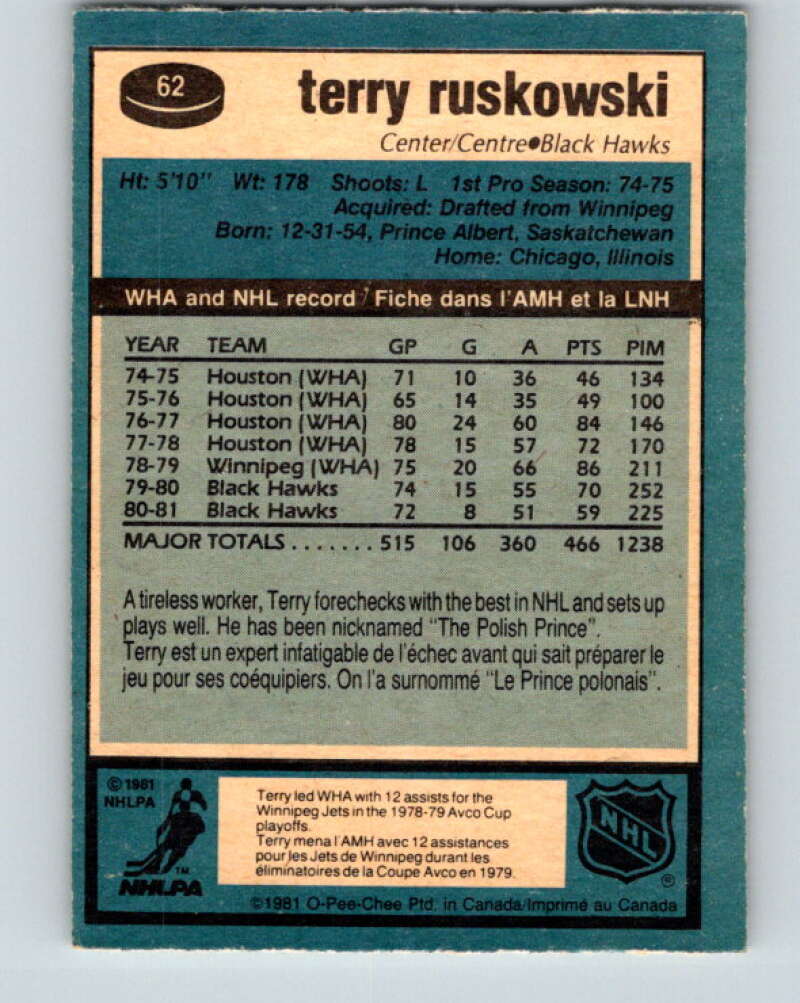 62
terry ruskowski
Center/Centre●Black Hawks
Ht: 5'10" Wt: 178 Shoots: L 1st Pro Season: 74-75
Acquired: Drafted from Winnipeg
Born: 12-31-54, Prince Albert, Saskatchewan
Home: Chicago, Illinois
WHA and NHL record / Fiche dans l'AMH et la LNH
YEAR TEAM GP G A PTS PIM
74-75 Houston (WHA) 71 10 36 46 134
75-76 Houston (WHA) 65 14 35 49 100
76-77 Houston (WHA) 80 24 60 84 146
77-78 Houston (WHA) 78 15 57 72 170
78-79 Winnipeg (WHA) 75 20 66 86 211
79-80 Black Hawks 74 15 55 70 252
80-81 Black Hawks 72 8 51 59 225
MAJOR TOTALS ....... 515 106 360 466 1238
A tireless worker, Terry forechecks with the best in NHL and sets up
plays well. He has been nicknamed "The Polish Prince".
Terry est un expert infatigable de l'échec avant qui sait préparer le
jeu pour ses coéquipiers. On l'a surnommé "Le Prince polonais".
© 1981
NHLPA
TM
NHLPA
Terry led WHA with 12 assists for the
Winnipeg Jets in the 1978-79 Avco Cup
playoffs.
Terry mena l'AMH avec 12 assistances
pour les Jets de Winnipeg durant les
éliminatoires de la Coupe Avco en 1979.
NHL
®
©1981 O-Pee-Chee Ptd. in Canada/Imprimé au Canada